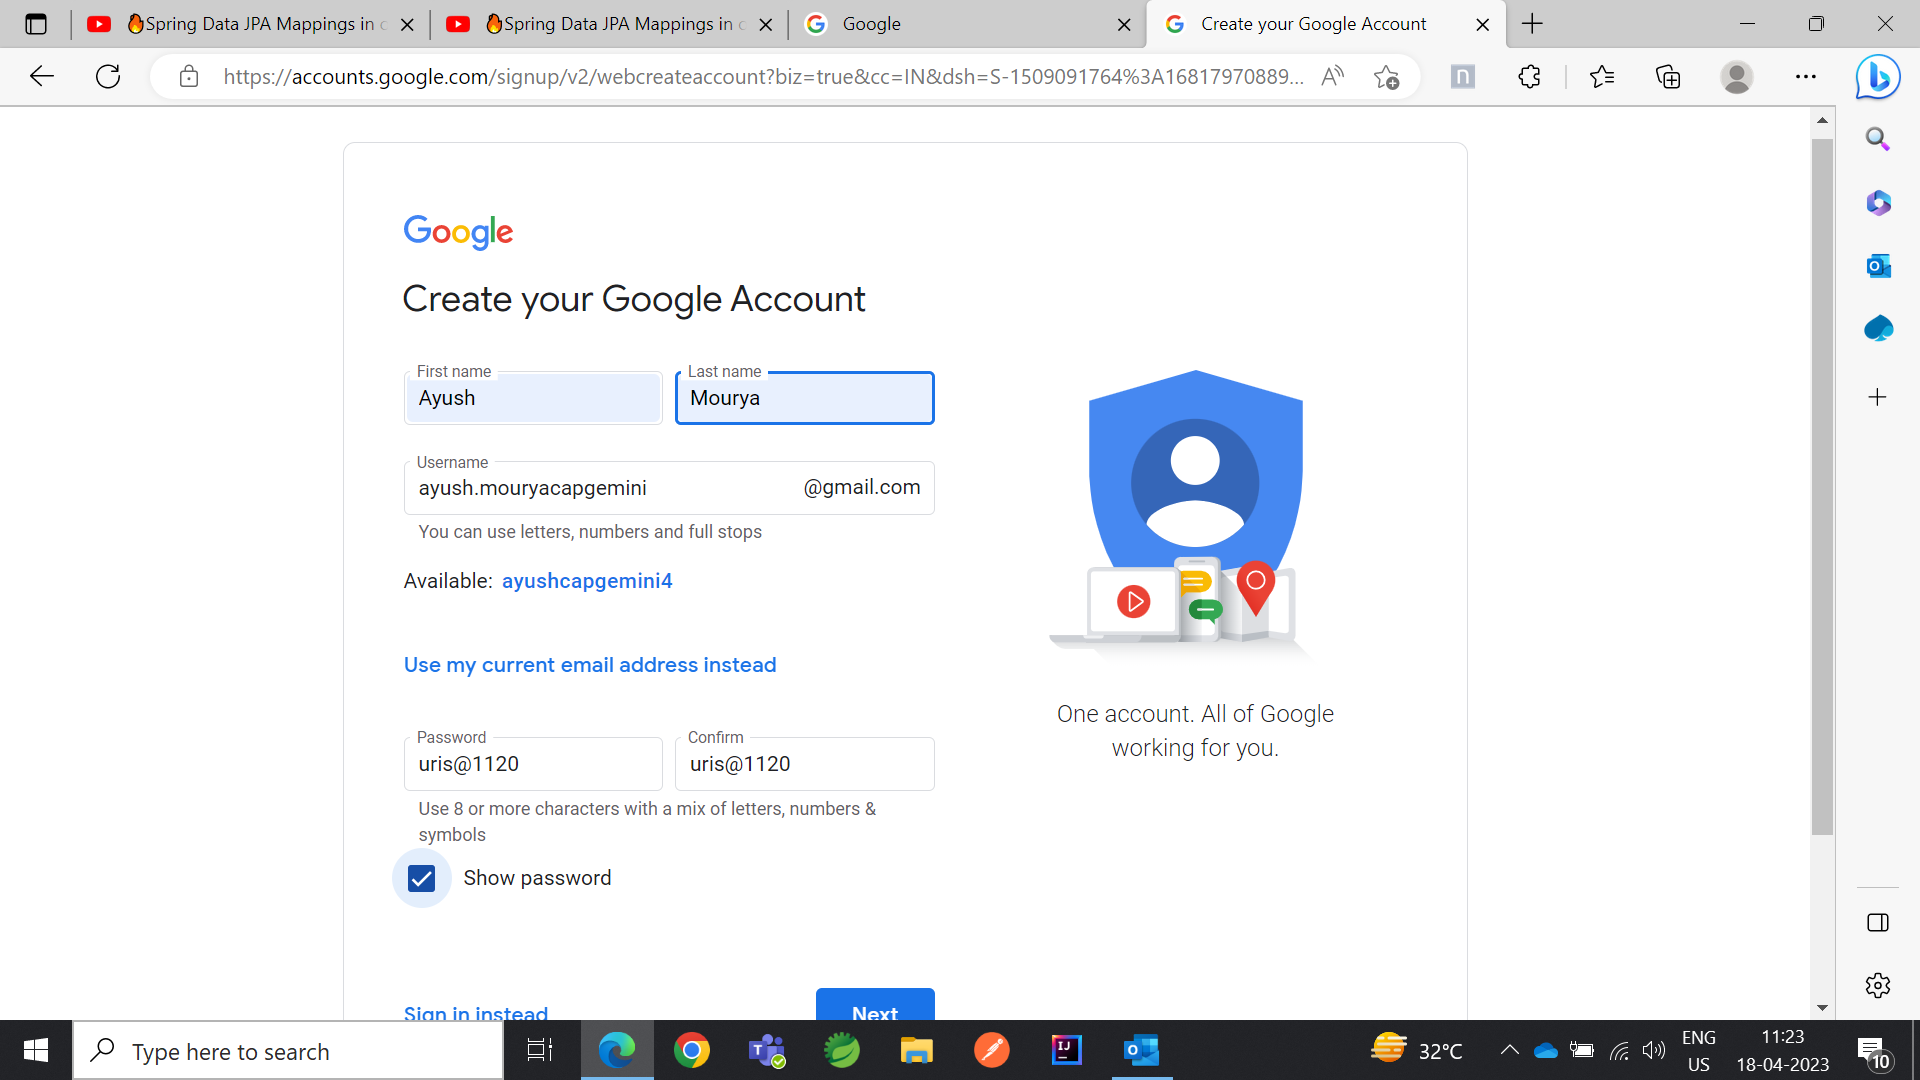 🔥Spring Data JPA Mappings in c
🔥Spring Data JPA Mappings in c
Google
Create your Google Account
https://accounts.google.com/signup/v2/webcreateaccount?biz=true&cc=IN&dsh=S-1509091764%3A16817970889...
Google
Create your Google Account
First name
Last name
Ayush
Mourya
Username
ayush.mouryacapgemini
@gmail.com
You can use letters, numbers and full stops
Available: ayushcapgemini4
Use my current email address instead
Password
Confirm
uris@1120
uris@1120
Use 8 or more characters with a mix of letters, numbers &
symbols
Show password
One account. All of Google
working for you.
Sign in instead
Next
Type here to search
32°C
ENG
US
11:23
18-04-2023
10